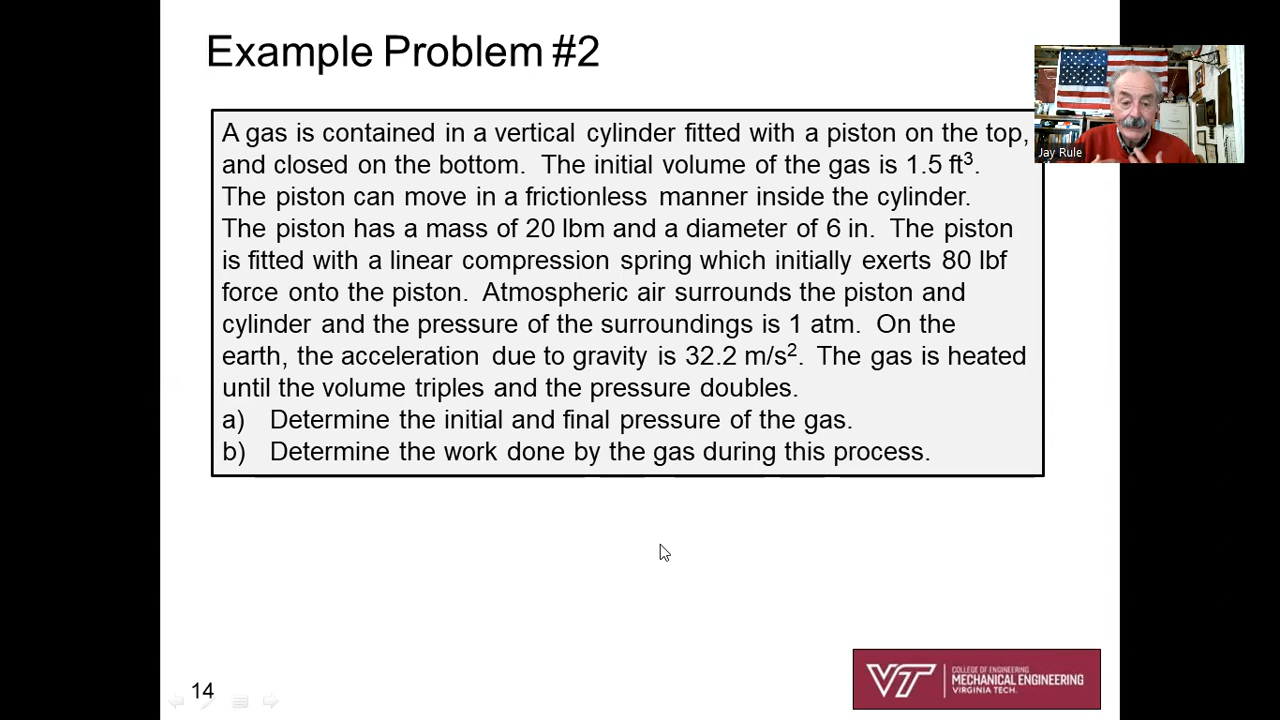 Example Problem #2
A gas is contained in a vertical cylinder fitted with a piston on the top,
and closed on the bottom. The initial volume of the gas is 1.5 ft³.
The piston can move in a frictionless manner inside the cylinder.
The piston has a mass of 20 lbm and a diameter of 6 in. The piston
is fitted with a linear compression spring which initially exerts 80 lbf
force onto the piston. Atmospheric air surrounds the piston and
cylinder and the pressure of the surroundings is 1 atm. On the
earth, the acceleration due to gravity is 32.2 m/s². The gas is heated
until the volume triples and the pressure doubles.
a) Determine the initial and final pressure of the gas.
b) Determine the work done by the gas during this process.
Jay Rule
14
VT
COLLEGE OF ENGINEERING
MECHANICAL ENGINEERING
VIRGINIA TECH.